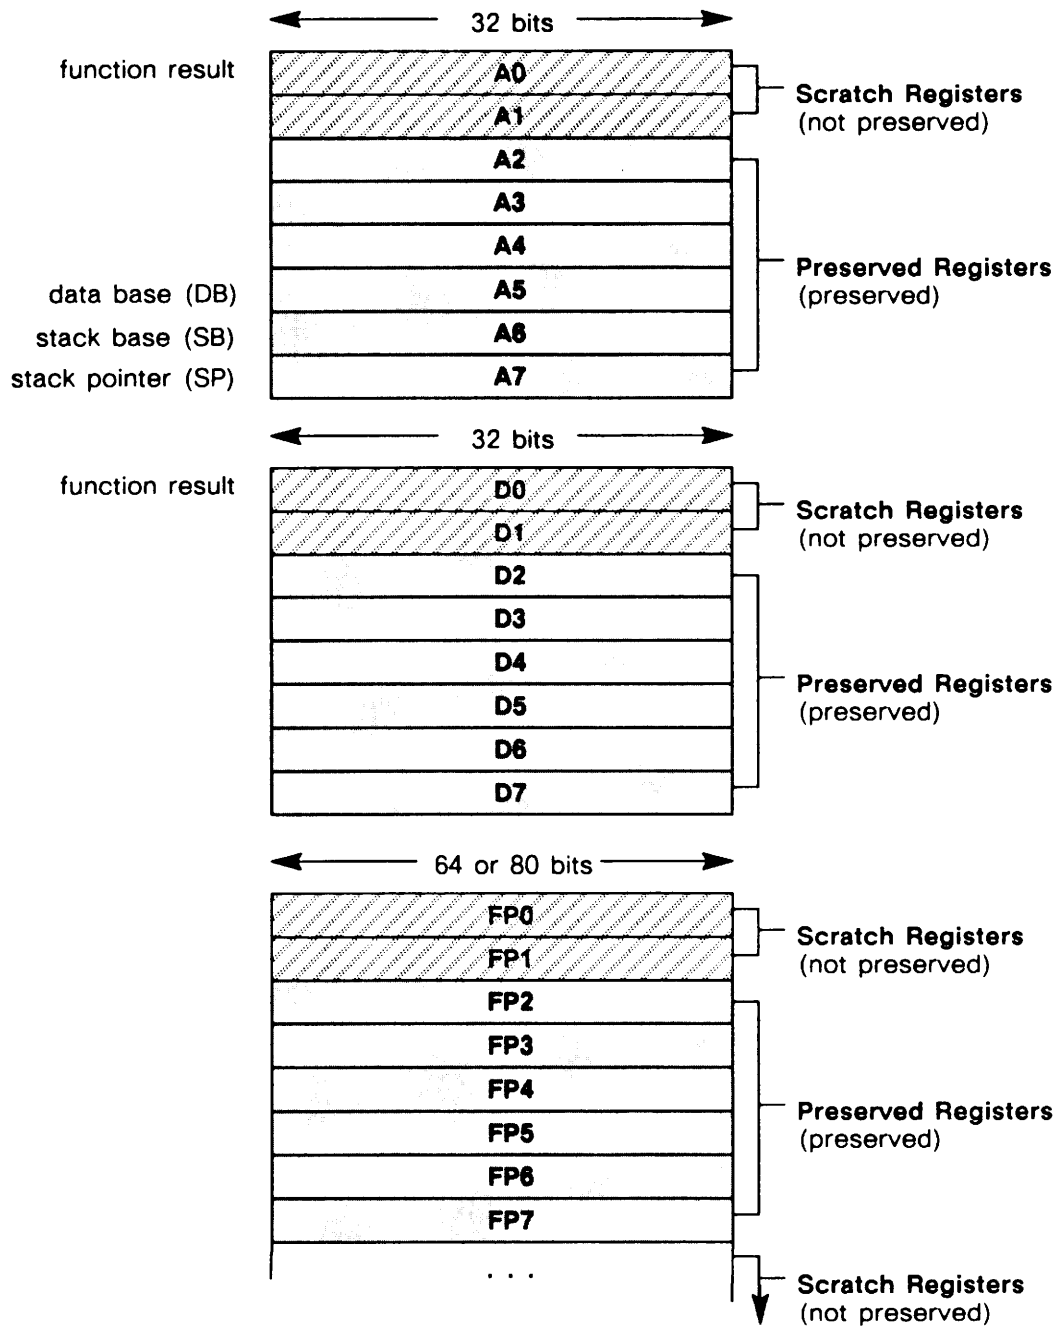 32 bits
function result
A0
A1
Scratch Registers
(not preserved)
A2
A3
A4
Preserved Registers
(preserved)
data base (DB)
A5
stack base (SB)
A6
stack pointer (SP)
A7
32 bits
function result
D0
D1
Scratch Registers
(not preserved)
D2
D3
D4
D5
Preserved Registers
(preserved)
D6
D7
64 or 80 bits
FP0
FP1
Scratch Registers
(not preserved)
FP2
FP3
FP4
FP5
Preserved Registers
(preserved)
FP6
FP7
. . .
Scratch Registers
(not preserved)